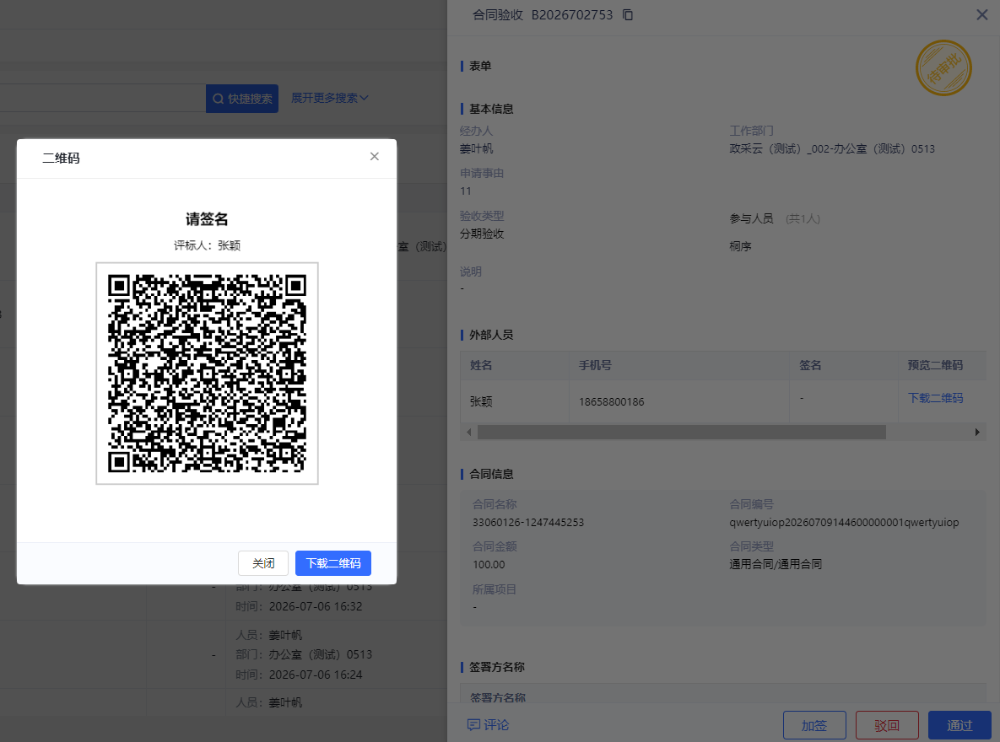 合同验收 B2026702753
表单
待审批
快捷搜索
展开更多搜索
基本信息
经办人
姜叶帆
工作部门
政采云（测试）_002-办公室（测试）0513
申请事由
11
验收类型
分期验收
参与人员 （共1人）
桐序
说明
-
外部人员
姓名 手机号 签名 预览二维码
张颖 18658800186 - 下载二维码
合同信息
合同名称
33060126-1247445253
合同编号
qwertyuiop20260709144600000001qwertyuiop
合同金额
100.00
合同类型
通用合同/通用合同
所属项目
-
签署方名称
签署方名称
评论
加签 驳回 通过
二维码
请签名
评标人：张颖
关闭 下载二维码
室（测试）
- 部门：办公室（测试）0513
时间：2026-07-06 16:32
人员：姜叶帆
- 部门：办公室（测试）0513
时间：2026-07-06 16:24
人员：姜叶帆